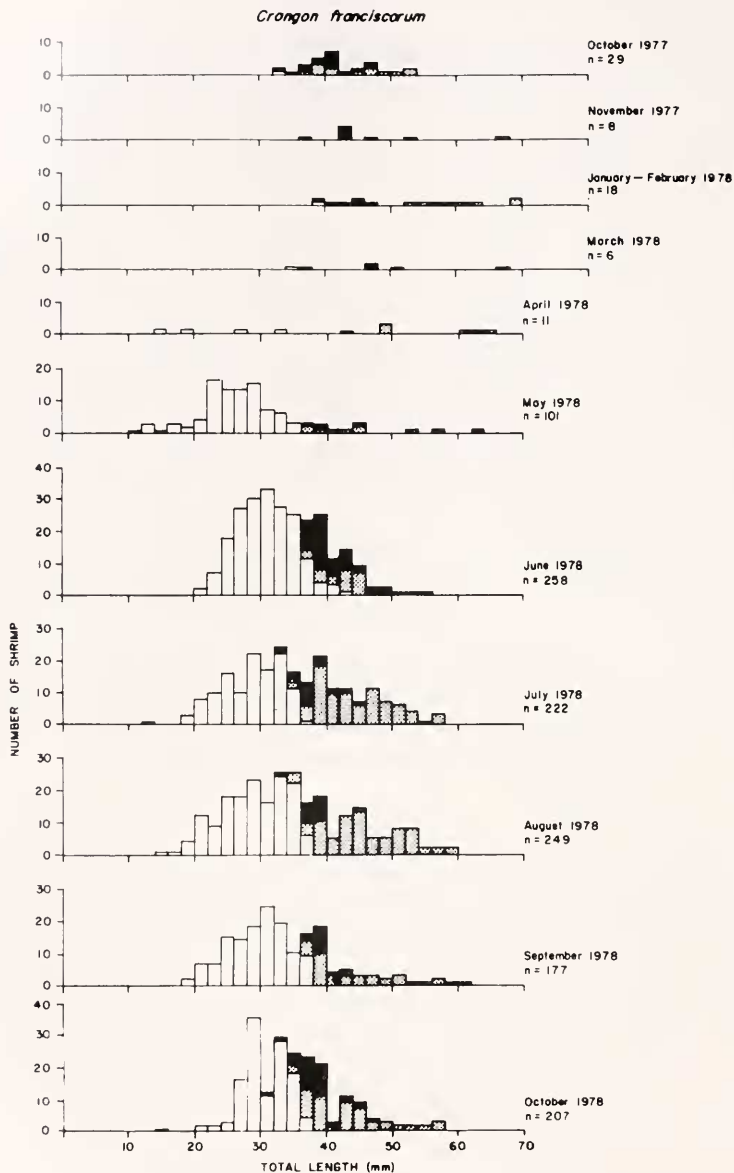 Crangon franciscorum
10
0
October 1977
n = 29
10
0
November 1977
n = 8
10
0
January — February 1978
n = 18
10
0
March 1978
n = 6
10
0
April 1978
n = 11
20
10
0
May 1978
n = 101
40
30
20
10
0
June 1978
n = 258
30
20
10
0
July 1978
n = 222
30
20
10
0
August 1978
n = 249
30
20
10
0
September 1978
n = 177
30
20
10
0
October 1978
n = 207
10 20 30 40 50 60 70
TOTAL LENGTH (mm)
NUMBER OF SHRIMP